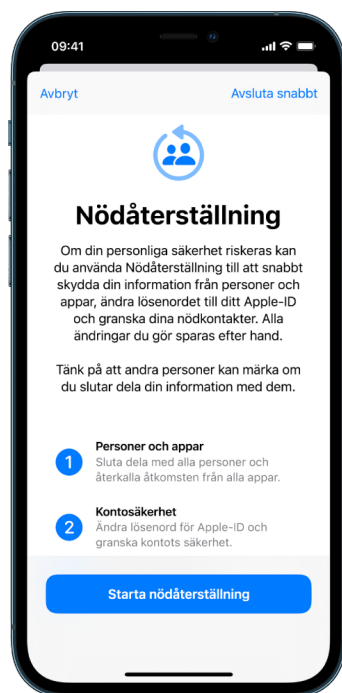 09:41
Avbryt
Avsluta snabbt
Nödåterställning
Om din personliga säkerhet riskeras kan
du använda Nödåterställning till att snabbt
skydda din information från personer och
appar, ändra lösenordet till ditt Apple-ID
och granska dina nödkontakter. Alla
ändringar du gör sparas efter hand.
Tänk på att andra personer kan märka om
du slutar dela din information med dem.
1
Personer och appar
Sluta dela med alla personer och
återkalla åtkomsten från alla appar.
2
Kontosäkerhet
Ändra lösenord för Apple-ID och
granska kontots säkerhet.
Starta nödåterställning